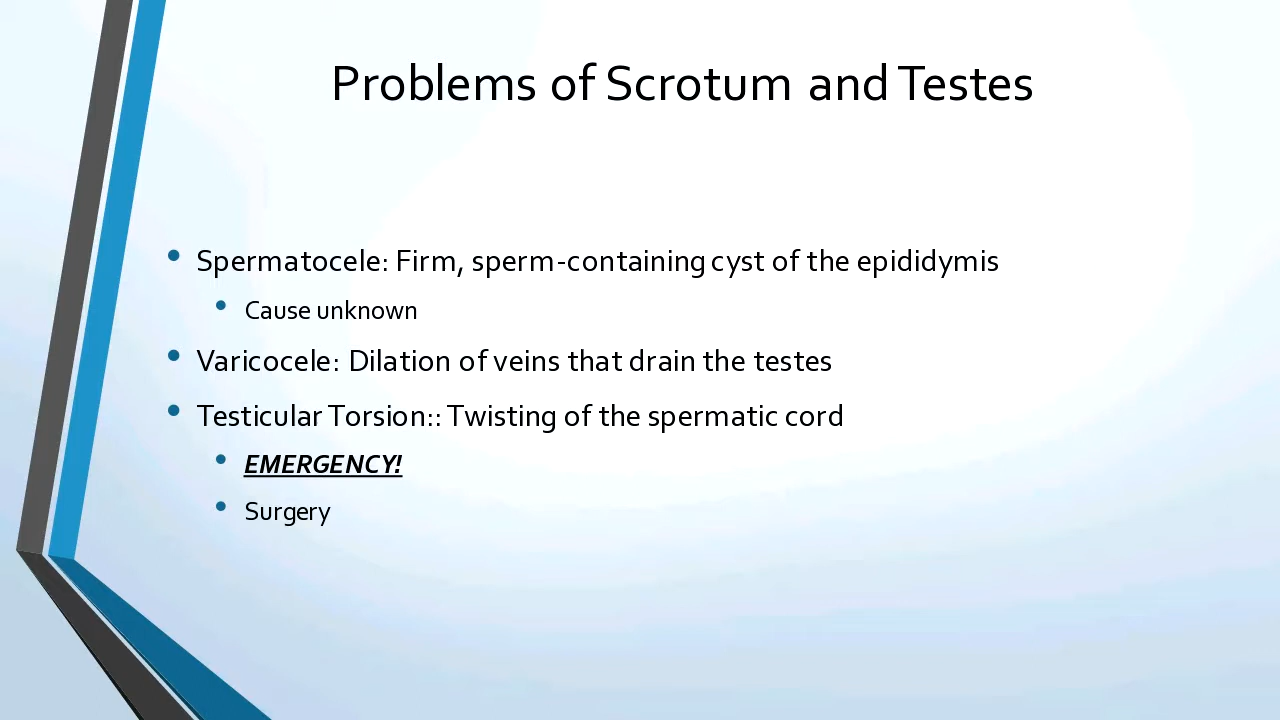 Problems of Scrotum and Testes
• Spermatocele: Firm, sperm-containing cyst of the epididymis
• Cause unknown
• Varicocele: Dilation of veins that drain the testes
• Testicular Torsion:: Twisting of the spermatic cord
• EMERGENCY!
• Surgery